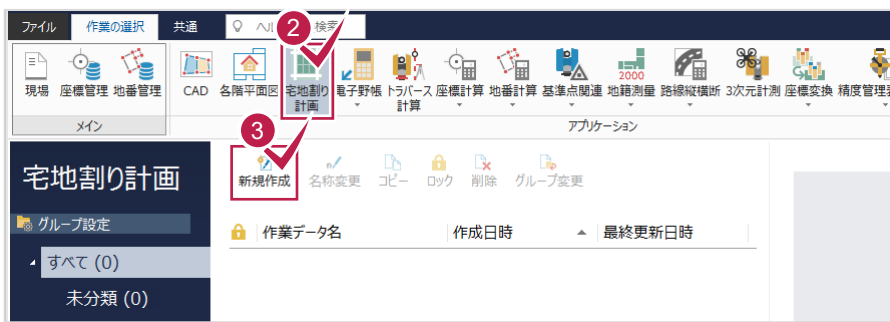 ファイル 作業の選択 共通 ヘル 検索
2
現場 座標管理 地番管理 CAD 各階平面図 宅地割り計画 電子野帳 トラバース計算 座標計算 地番計算 基準点関連 2000 地籍測量 路線縦横断 3次元計測 座標変換 精度管理
メイン アプリケーション
3
宅地割り計画
新規作成 名称変更 コピー ロック 削除 グループ変更
グループ設定
作業データ名 作成日時 最終更新日時
すべて (0)
未分類 (0)